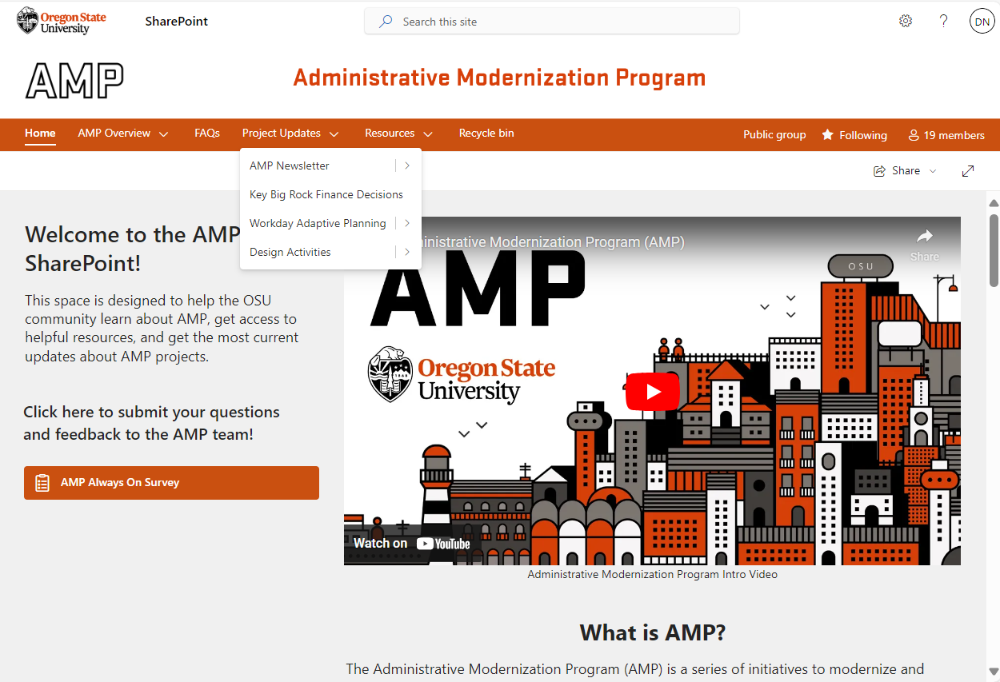 Oregon State
University
SharePoint
Search this site
?
DN
AMP
Administrative Modernization Program
Home
AMP Overview
FAQs
Project Updates
Resources
Recycle bin
Public group
Following
19 members
AMP Newsletter
Key Big Rock Finance Decisions
Workday Adaptive Planning
Design Activities
Share
Welcome to the AMP
SharePoint!
This space is designed to help the OSU
community learn about AMP, get access to
helpful resources, and get the most current
updates about AMP projects.
Click here to submit your questions
and feedback to the AMP team!
AMP Always On Survey
ministrative Modernization Program (AMP)
Share
AMP
OSU
Oregon State
University
Watch on YouTube
Administrative Modernization Program Intro Video
What is AMP?
The Administrative Modernization Program (AMP) is a series of initiatives to modernize and